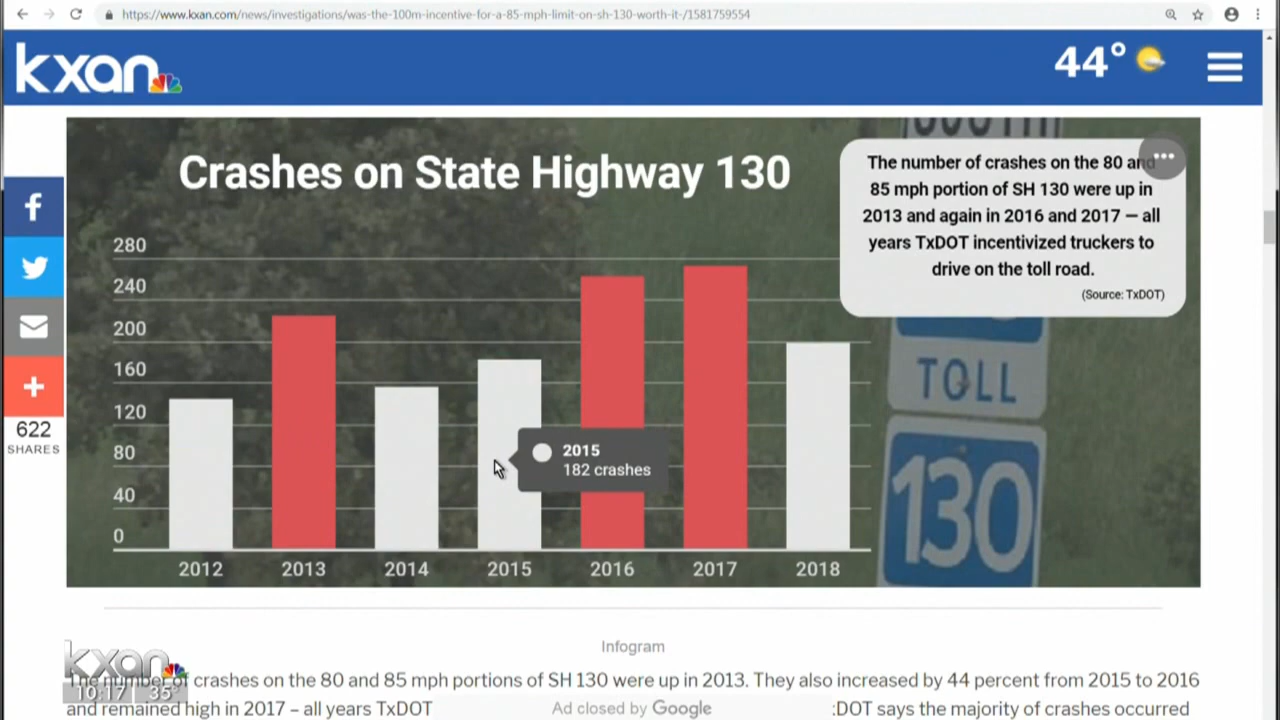 https://www.kxan.com/news/investigations/was-the-100m-incentive-for-a-85-mph-limit-on-sh-130-worth-it-/1581759554
kxan
44°
SOUTH
Crashes on State Highway 130
The number of crashes on the 80 and
85 mph portion of SH 130 were up in
2013 and again in 2016 and 2017 — all
years TxDOT incentivized truckers to
drive on the toll road.
(Source: TxDOT)
280
240
200
160
120
80
40
0
2015
182 crashes
2012 2013 2014 2015 2016 2017 2018
TOLL
130
f
622
SHARES
Infogram
kxan
10:17 35°
The number of crashes on the 80 and 85 mph portions of SH 130 were up in 2013. They also increased by 44 percent from 2015 to 2016
and remained high in 2017 – all years TxDOT
Ad closed by Google
:DOT says the majority of crashes occurred